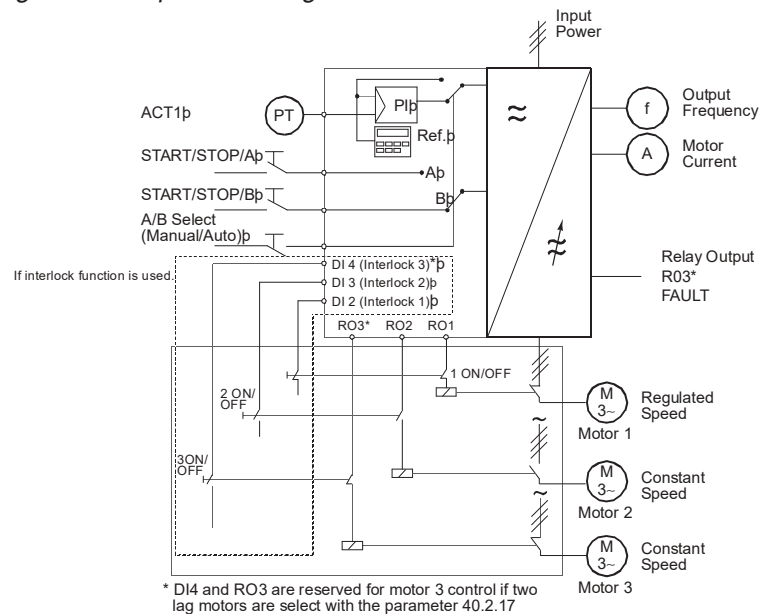 Input
Power
ACT1þ
PT
PIþ
Ref.þ
≈
f
Output
Frequency
A
Motor
Current
START/STOP/Aþ
Aþ
START/STOP/Bþ
Bþ
A/B Select
(Manual/Auto)þ
If interlock function is used.
DI 4 (Interlock 3)*þ
DI 3 (Interlock 2)þ
DI 2 (Interlock 1)þ
Relay Output
R03*
FAULT
RO3* RO2 RO1
1 ON/OFF
2 ON/
OFF
3ON/
OFF
M
3~
Motor 1
Regulated
Speed
~
M
3~
Motor 2
Constant
Speed
~
M
3~
Motor 3
Constant
Speed
* DI4 and RO3 are reserved for motor 3 control if two
lag motors are select with the parameter 40.2.17